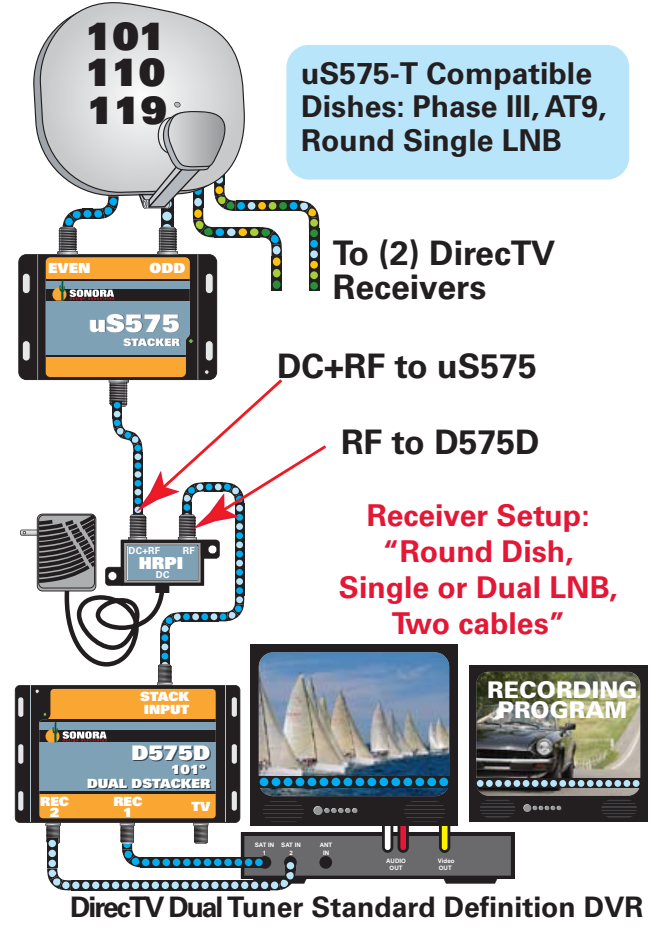 101
110
119
uS575-T Compatible
Dishes: Phase III, AT9,
Round Single LNB
To (2) DirecTV
Receivers
EVEN ODD
SONORA
uS575
STACKER
DC+RF to uS575
RF to D575D
Receiver Setup:
“Round Dish,
Single or Dual LNB,
Two cables”
DC+RF RF
HRPI
DC
STACK
INPUT
SONORA
D575D
101°
DUAL DSTACKER
REC
2
REC
1
TV
RECORDING
PROGRAM
SAT IN
1
SAT IN
2
ANT
IN
AUDIO
OUT
Video
OUT
DirecTV Dual Tuner Standard Definition DVR